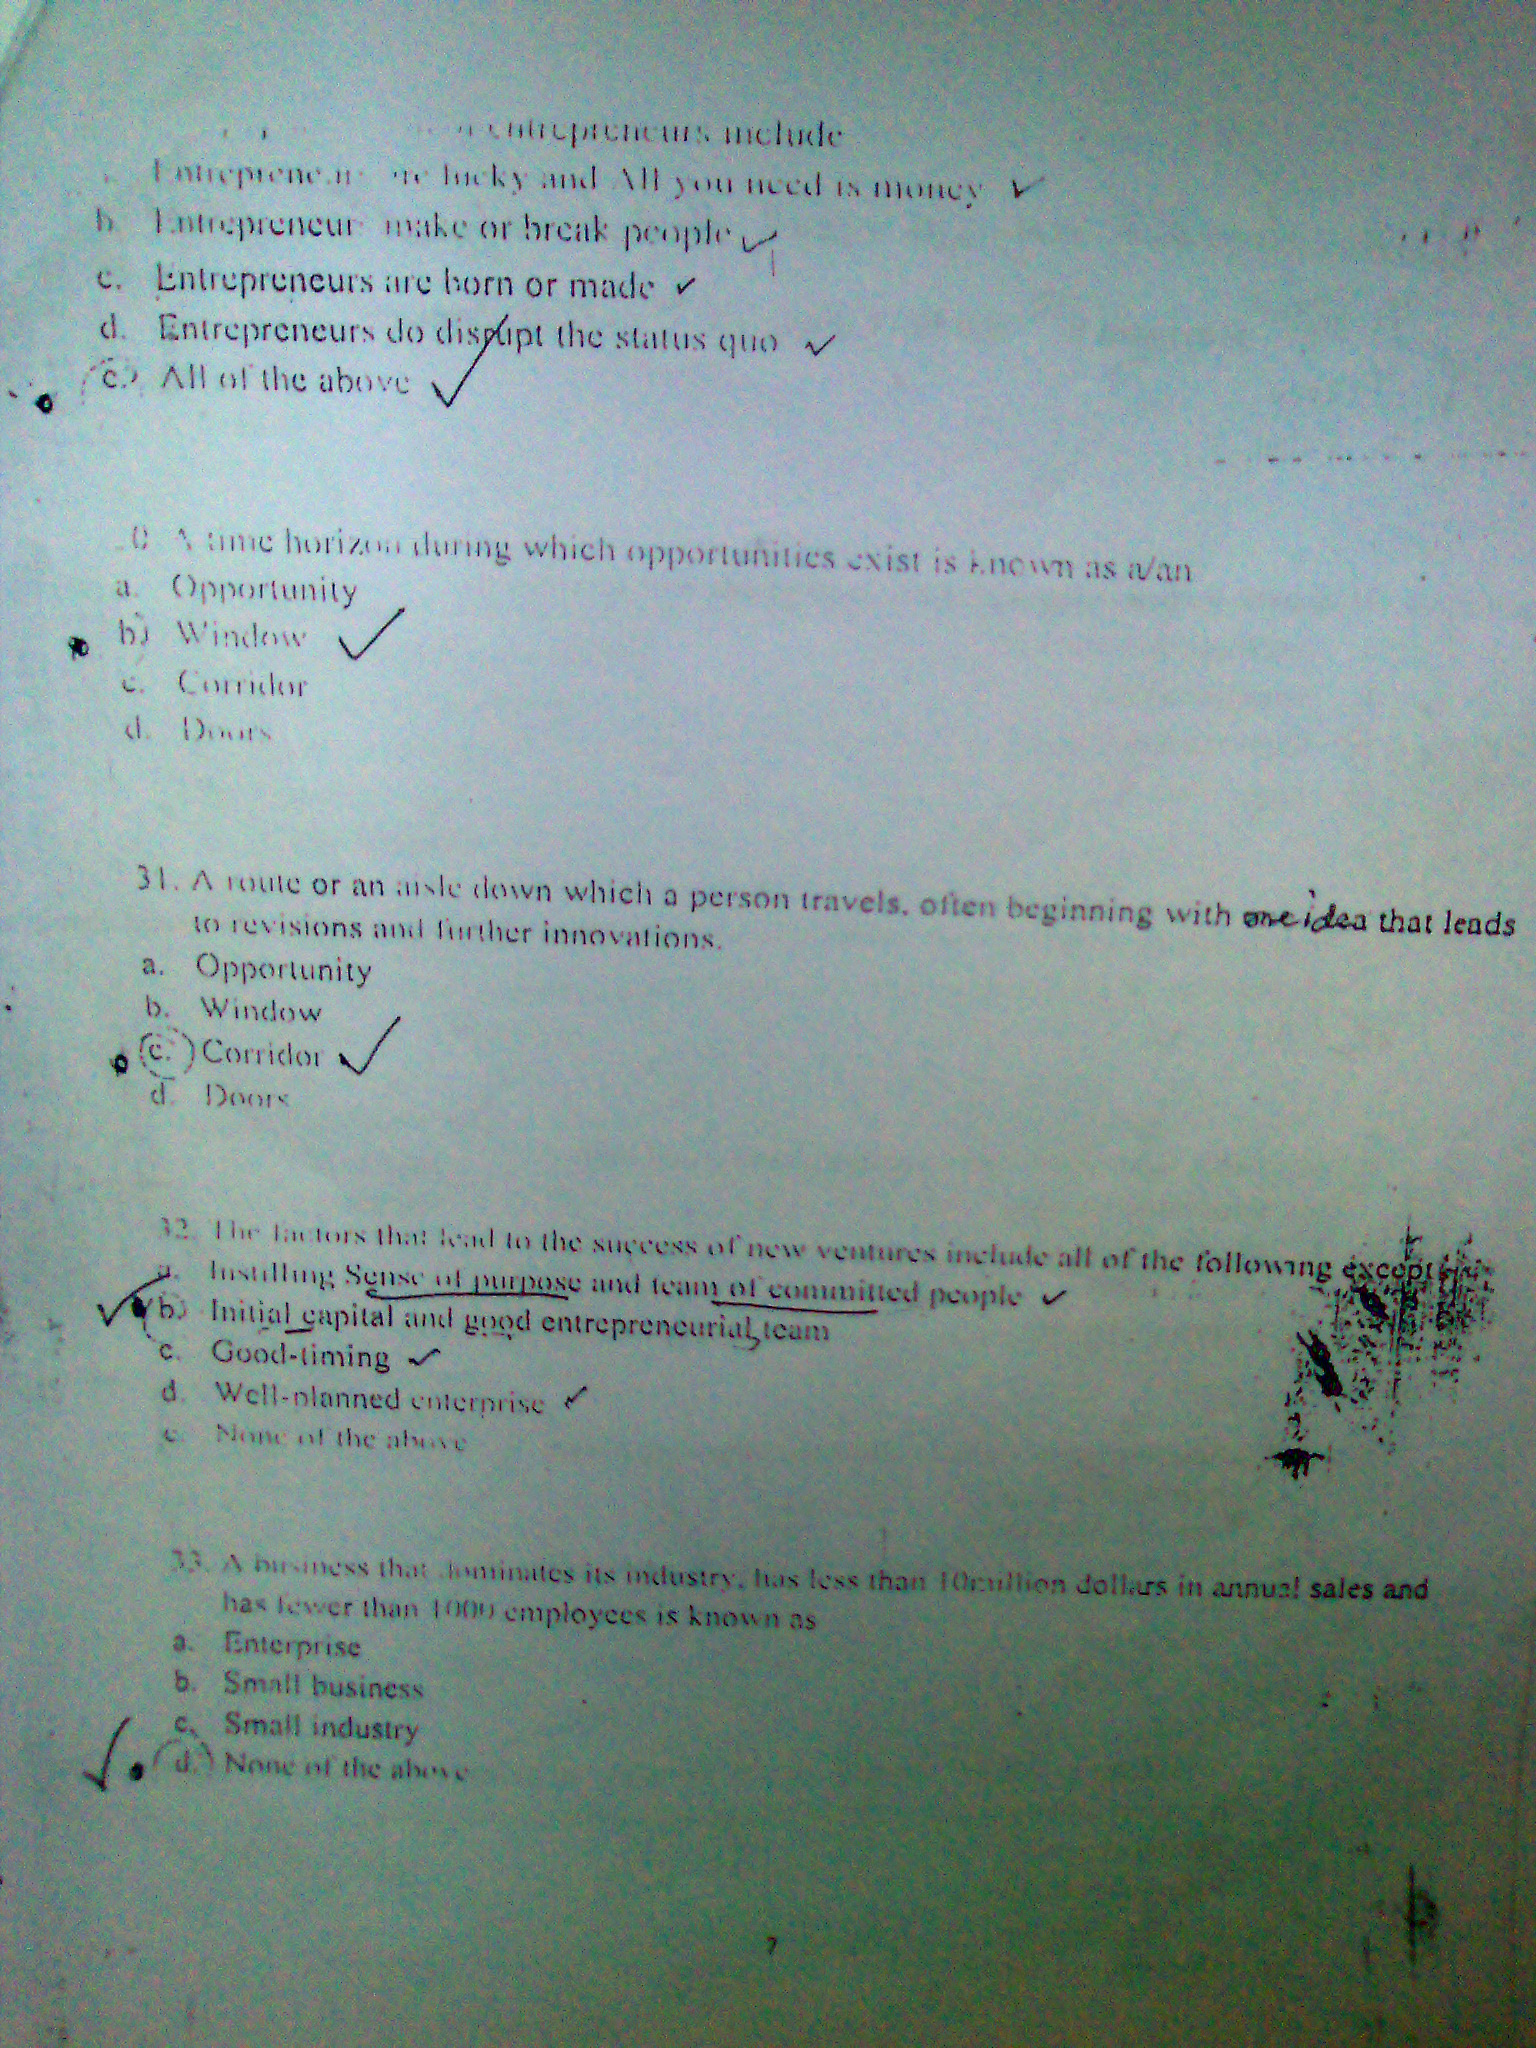 entrepreneurs include
Entrepreneurs are lucky and All you need is money
b Entrepreneurs make or break people
c. Entrepreneurs are born or made
d. Entrepreneurs do disrupt the status quo
e. All of the above
0 A time horizon during which opportunities exist is known as a/an
a. Opportunity
b) Window
c. Corridor
d. Doors
31. A route or an aisle down which a person travels, often beginning with one idea that leads
to revisions and further innovations.
a. Opportunity
b. Window
c. Corridor
d. Doors
32. The factors that lead to the success of new ventures include all of the following except
a. Instilling Sense of purpose and team of committed people
b. Initial capital and good entrepreneurial team
c. Good-timing
d. Well-planned enterprise
e. None of the above
33. A business that dominates its industry, has less than 10million dollars in annual sales and
has fewer than 1000 employees is known as
a. Enterprise
b. Small business
c. Small industry
d. None of the above
7